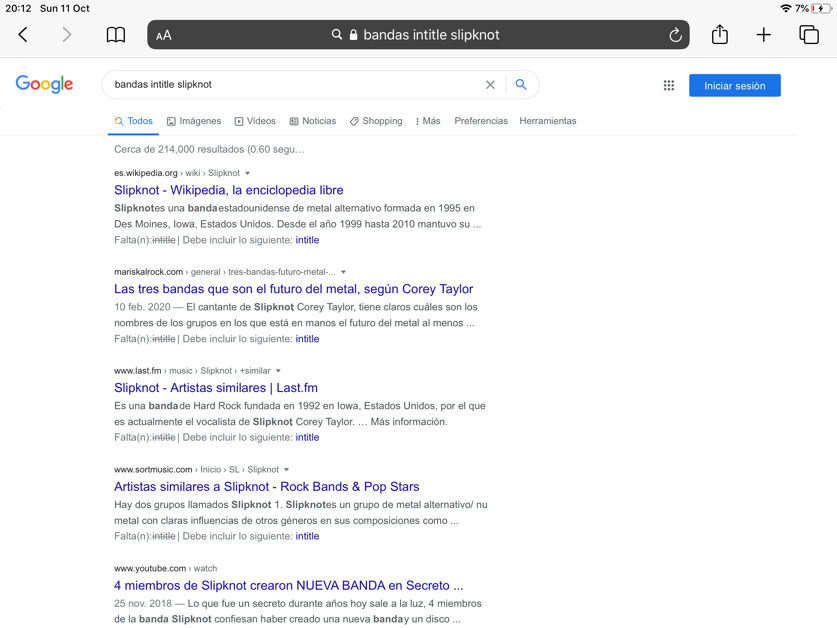 20:12 Sun 11 Oct
7%
AA
bandas intitle slipknot
Google
bandas intitle slipknot
Iniciar sesión
Todos Imágenes Videos Noticias Shopping Más Preferencias Herramientas
Cerca de 214,000 resultados (0.60 segu…
es.wikipedia.org › wiki › Slipknot
Slipknot - Wikipedia, la enciclopedia libre
Slipknotes una bandaestadounidense de metal alternativo formada en 1995 en
Des Moines, Iowa, Estados Unidos. Desde el año 1999 hasta 2010 mantuvo su ...
Falta(n):intitle | Debe incluir lo siguiente: intitle
mariskalrock.com › general › tres-bandas-futuro-metal-...
Las tres bandas que son el futuro del metal, según Corey Taylor
10 feb. 2020 — El cantante de Slipknot, Corey Taylor, tiene claros cuáles son los
nombres de los grupos en los que está en manos el futuro del metal al menos ...
Falta(n):intitle | Debe incluir lo siguiente: intitle
www.last.fm › music › Slipknot › +similar
Slipknot - Artistas similares | Last.fm
Es una bandade Hard Rock fundada en 1992 en Iowa, Estados Unidos, por el que
es actualmente el vocalista de Slipknot, Corey Taylor. … Más información.
Falta(n):intitle | Debe incluir lo siguiente: intitle
www.sortmusic.com › Inicio › SL › Slipknot
Artistas similares a Slipknot - Rock Bands & Pop Stars
Hay dos grupos llamados Slipknot 1. Slipknotes un grupo de metal alternativo/ nu
metal con claras influencias de otros géneros en sus composiciones como ...
Falta(n):intitle | Debe incluir lo siguiente: intitle
www.youtube.com › watch
4 miembros de Slipknot crearon NUEVA BANDA en Secreto ...
25 nov. 2018 — Lo que fue un secreto durante años hoy sale a la luz, 4 miembros
de la banda Slipknot confiesan haber creado una nueva banday un disco ...